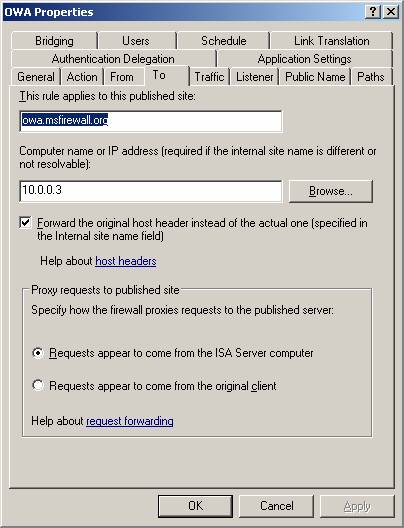 OWA Properties
Bridging Users Schedule Link Translation
Authentication Delegation Application Settings
General Action From To Traffic Listener Public Name Paths
This rule applies to this published site:
owa.msfirewall.org
Computer name or IP address (required if the internal site name is different or
not resolvable):
10.0.0.3
Browse...
Forward the original host header instead of the actual one (specified
in the Internal site name field)
Help about host headers
Proxy requests to published site
Specify how the firewall proxies requests to the published server:
Requests appear to come from the ISA Server computer
Requests appear to come from the original client
Help about request forwarding
OK Cancel Apply